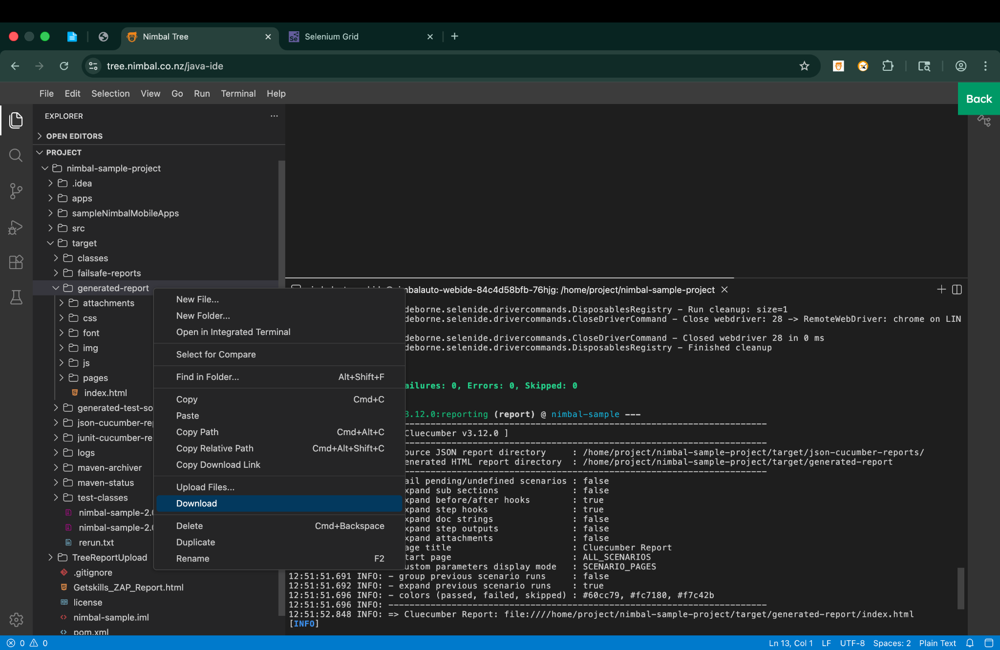 Nimbal Tree
Selenium Grid
tree.nimbal.co.nz/java-ide
File Edit Selection View Go Run Terminal Help
Back
EXPLORER
OPEN EDITORS
PROJECT
nimbal-sample-project
.idea
apps
sampleNimbalMobileApps
src
target
classes
failsafe-reports
generated-report
attachments
css
font
img
js
pages
index.html
generated-test-so
json-cucumber-re
junit-cucumber-re
logs
maven-archiver
maven-status
test-classes
nimbal-sample-2.
nimbal-sample-2.
rerun.txt
TreeReportUpload
.gitignore
Getskills_ZAP_Report.html
license
nimbal-sample.iml
pom.xml
New File...
New Folder...
Open in Integrated Terminal
Select for Compare
Find in Folder... Alt+Shift+F
Copy Cmd+C
Paste
Copy Path Cmd+Alt+C
Copy Relative Path Cmd+Alt+Shift+C
Copy Download Link
Upload Files...
Download
Delete Cmd+Backspace
Duplicate
Rename F2
mbalauto-webide-84c4d58bfb-76hjg: /home/project/nimbal-sample-project
deborne.selenide.drivercommands.DisposablesRegistry - Run cleanup: size=1
deborne.selenide.drivercommands.CloseDriverCommand - Close webdriver: 28 -> RemoteWebDriver: chrome on LIN
deborne.selenide.drivercommands.CloseDriverCommand - Closed webdriver 28 in 0 ms
deborne.selenide.drivercommands.DisposablesRegistry - Finished cleanup
ailures: 0, Errors: 0, Skipped: 0
3.12.0:reporting (report) @ nimbal-sample ---
--------------------------------------------------------------------
Cluecumber v3.12.0 ]
--------------------------------------------------------------------
ource JSON report directory : /home/project/nimbal-sample-project/target/json-cucumber-reports/
enerated HTML report directory : /home/project/nimbal-sample-project/target/generated-report
--------------------------------------------------------------------
ail pending/undefined scenarios : false
xpand sub sections : false
xpand before/after hooks : true
xpand step hooks : true
xpand doc strings : false
xpand step outputs : false
xpand attachments : false
age title : Cluecumber Report
tart page : ALL_SCENARIOS
ustom parameters display mode : SCENARIO_PAGES
12:51:51.691 INFO: - group previous scenario runs : false
12:51:51.692 INFO: - expand previous scenario runs : true
12:51:51.696 INFO: - colors (passed, failed, skipped) : #60cc79, #fc7180, #f7c42b
12:51:51.696 INFO: ------------------------------------------------------------------------
12:51:52.848 INFO: => Cluecumber Report: file:////home/project/nimbal-sample-project/target/generated-report/index.html
[INFO]
0 0
Ln 13, Col 1 LF UTF-8 Spaces: 2 Plain Text